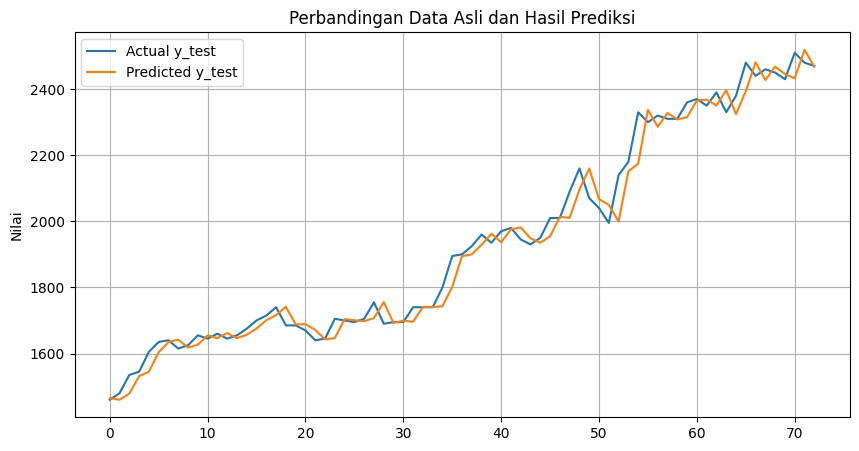 Perbandingan Data Asli dan Hasil Prediksi
Actual y_test
Predicted y_test
Nilai
2400
2200
2000
1800
1600
0 10 20 30 40 50 60 70